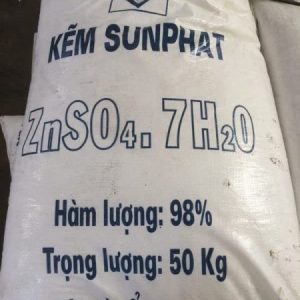 KẼM SUNPHAT
ZnSO₄. 7H₂O
Hàm lượng: 98%
Trọng lượng: 50 Kg